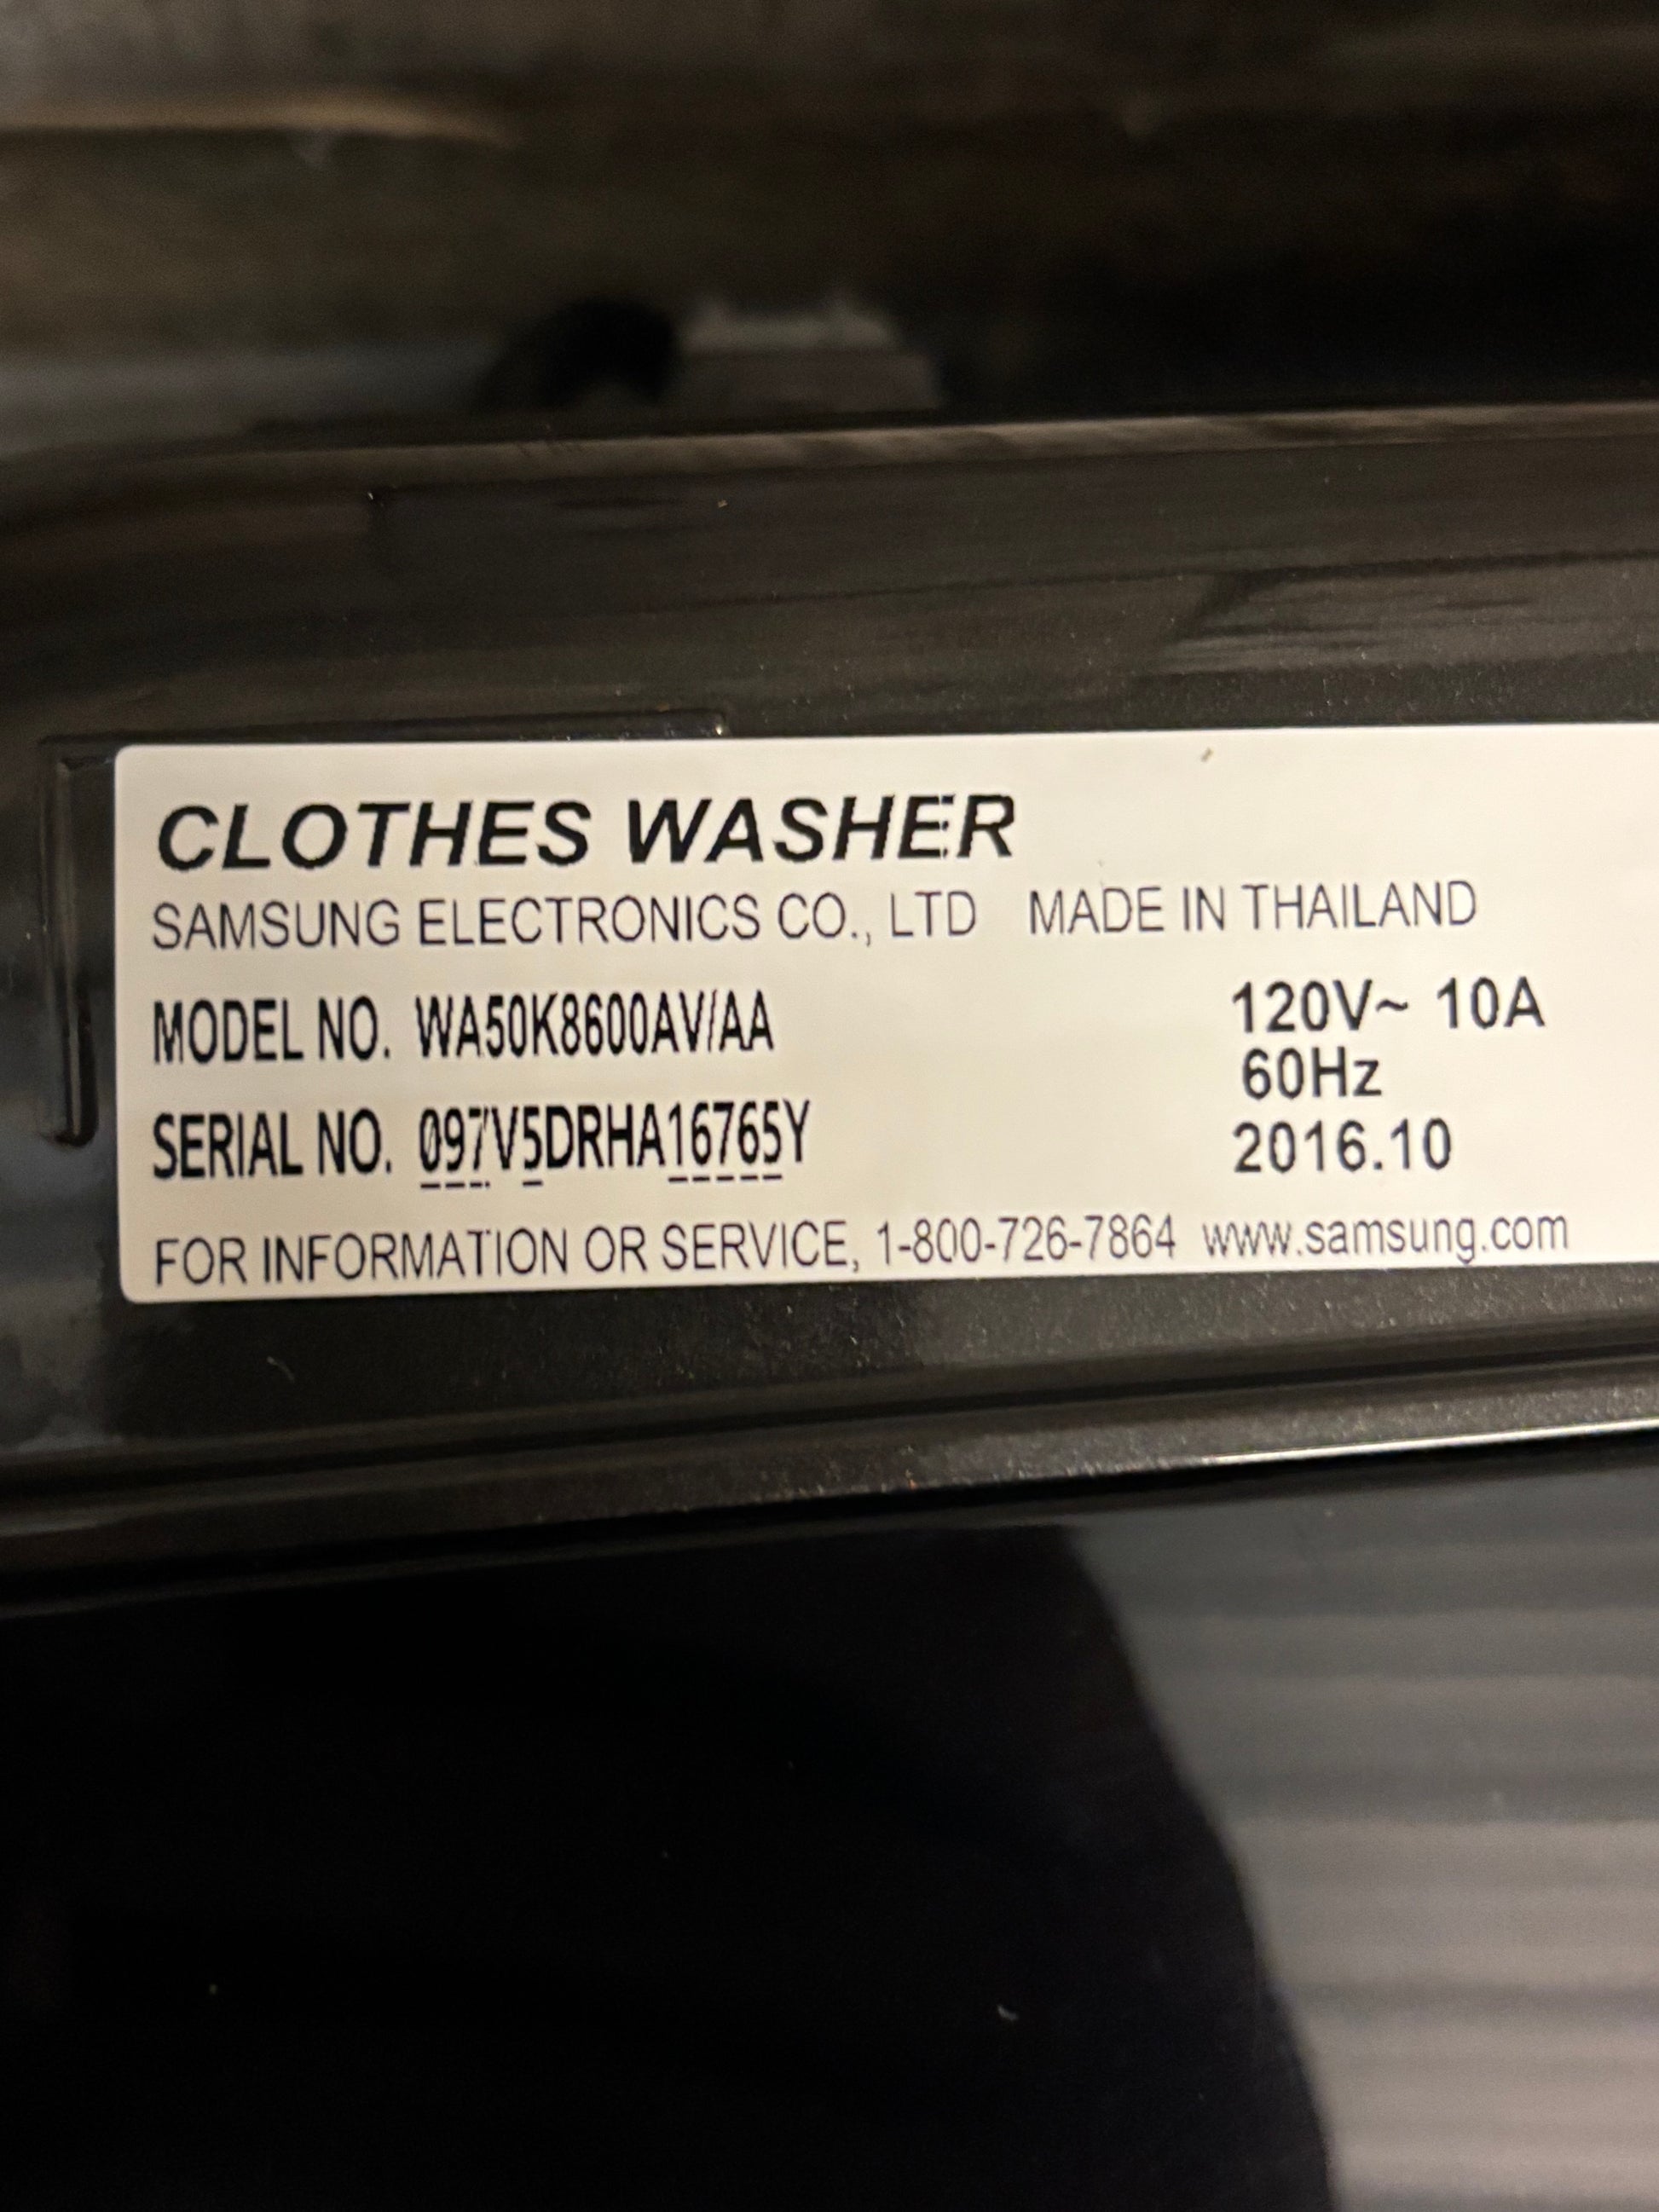 CLOTHES WASHER
SAMSUNG ELECTRONICS CO., LTD MADE IN THAILAND
MODEL NO. WA50K8600AV/AA 120V~ 10A
60Hz
SERIAL NO. 097V5DRHA16765Y 2016.10
FOR INFORMATION OR SERVICE, 1-800-726-7864 www.samsung.com